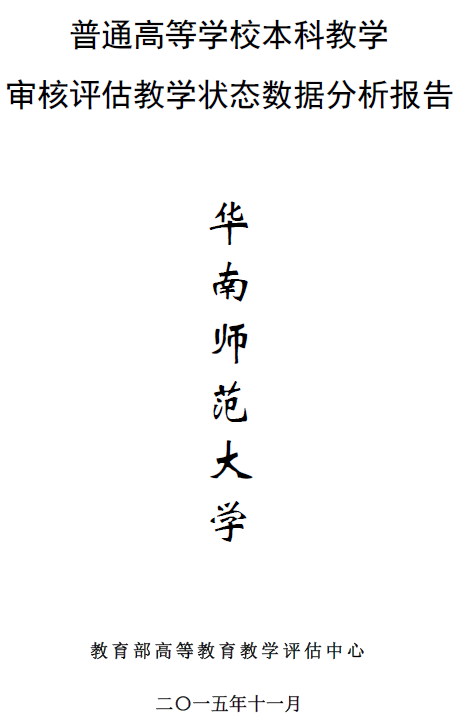 普通高等学校本科教学
审核评估教学状态数据分析报告
华南师范大学
教育部高等教育教学评估中心
二〇一五年十一月